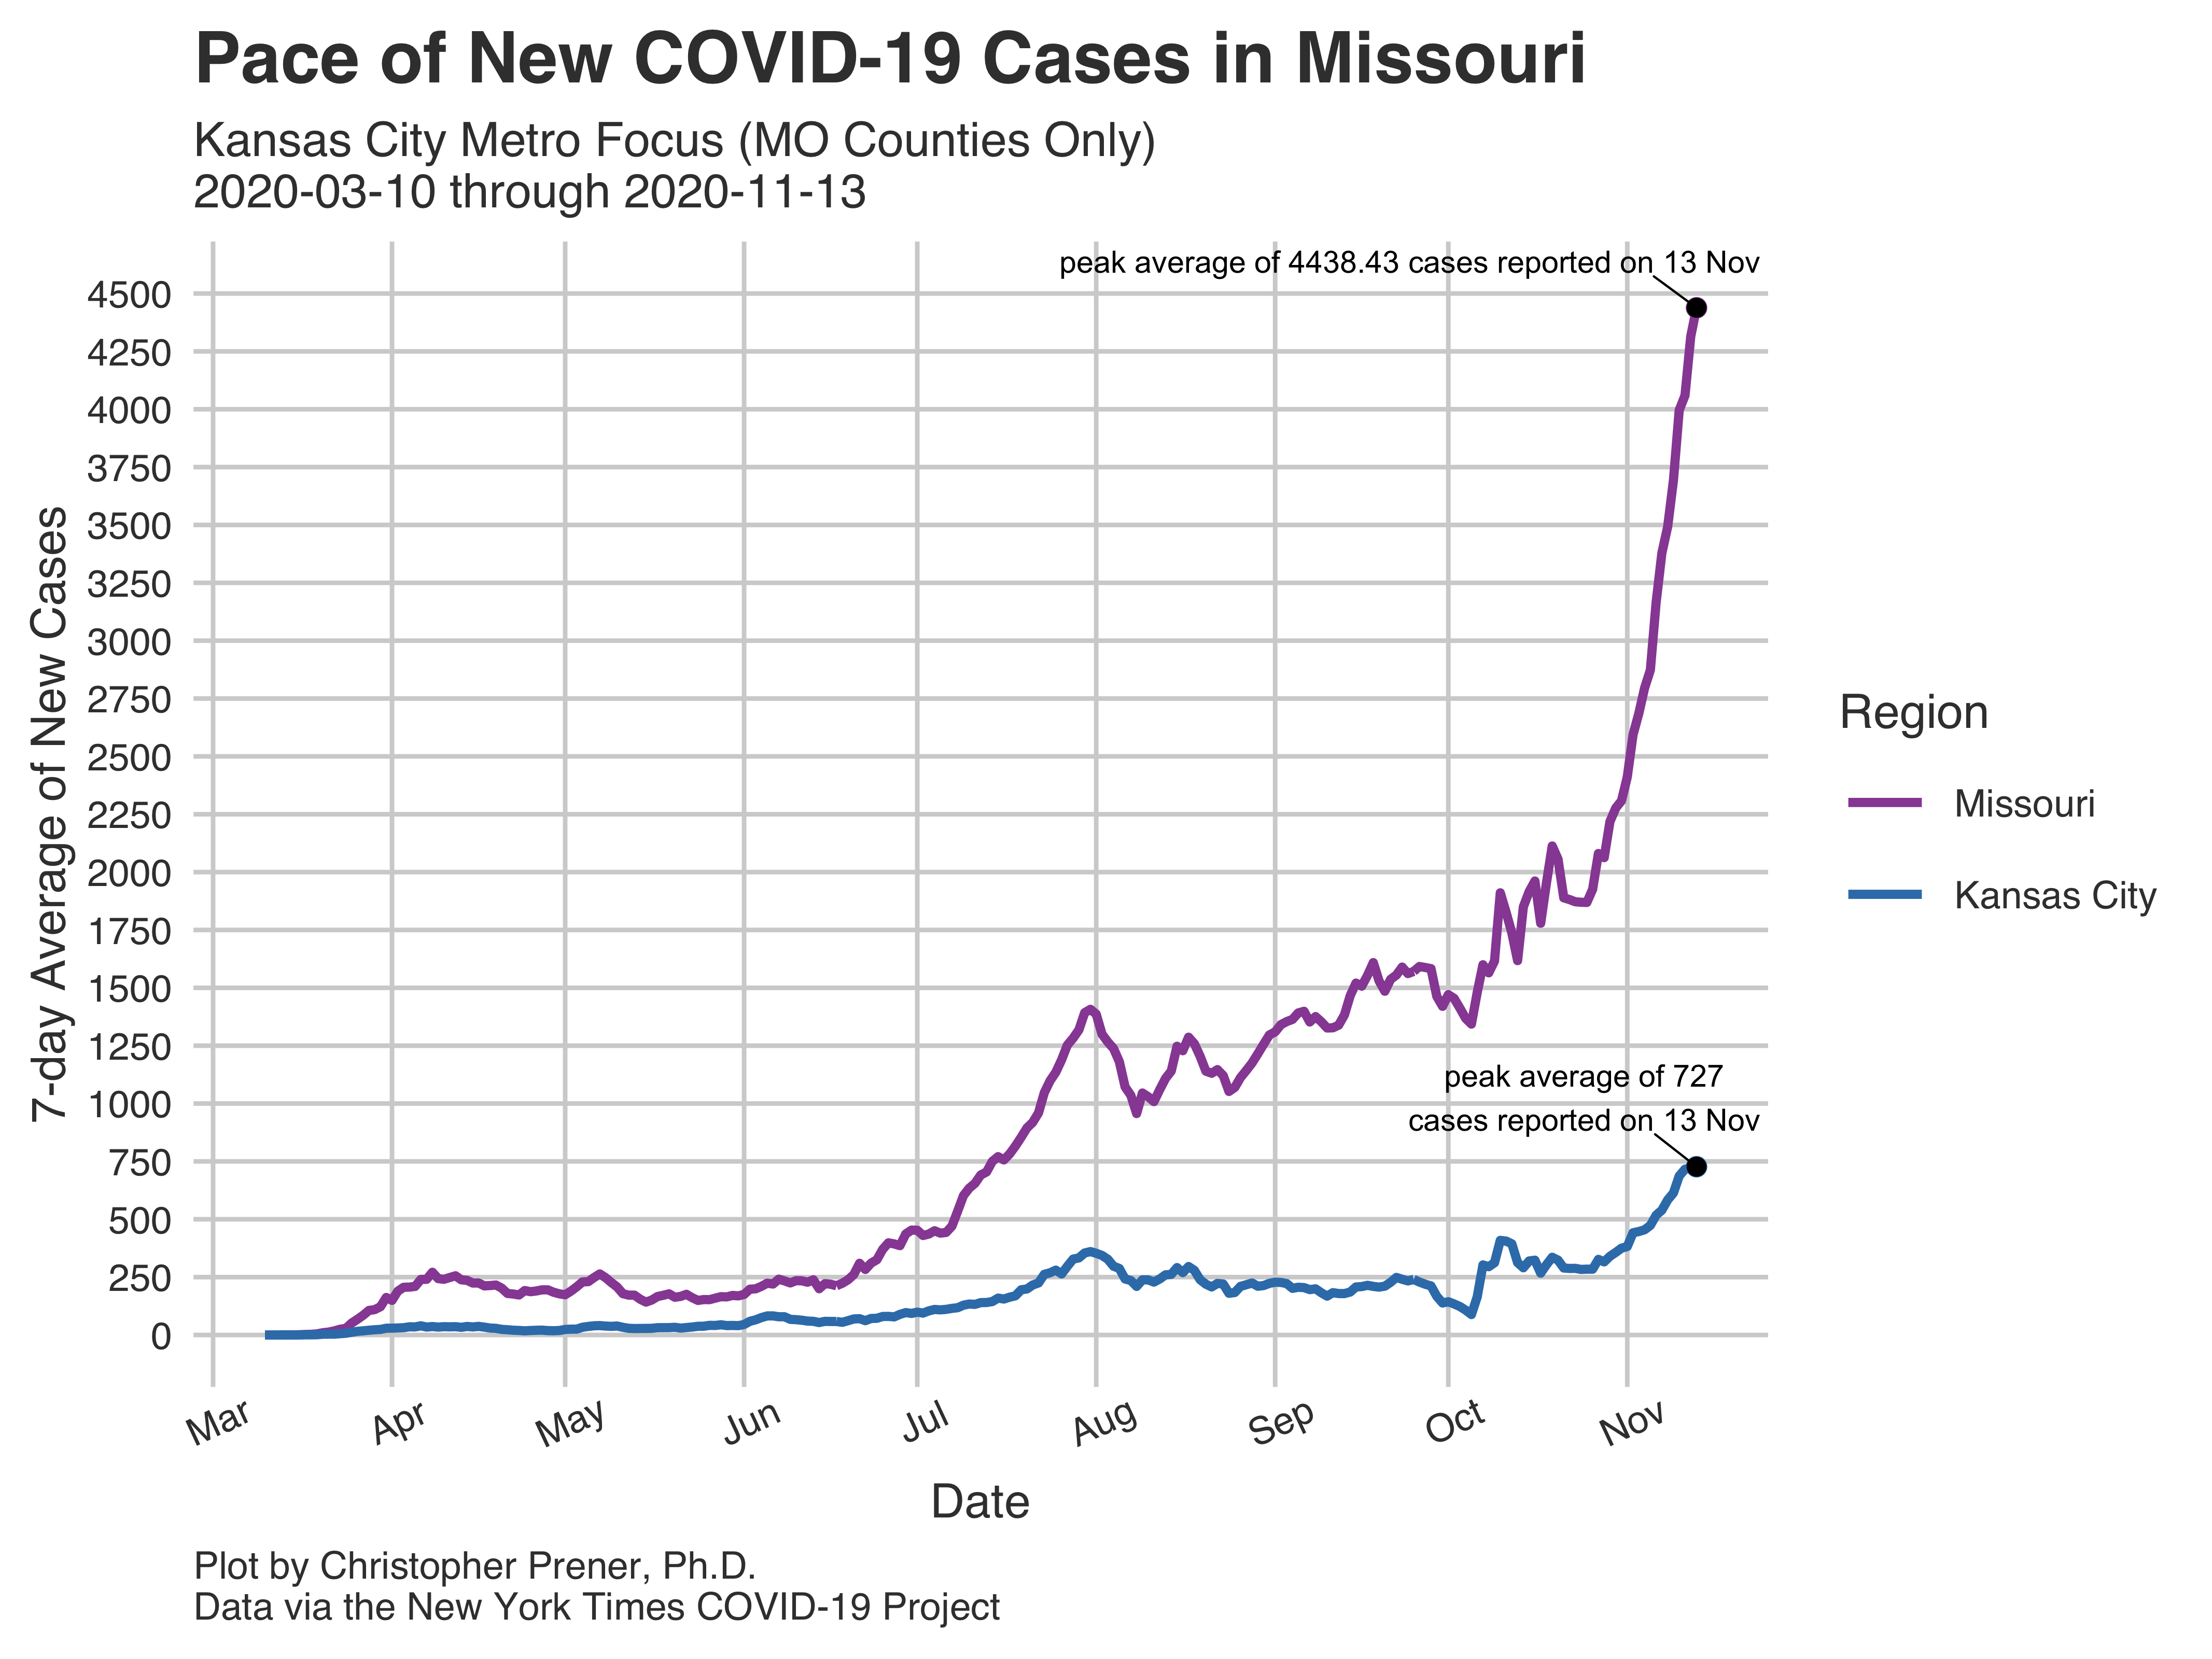 Pace of New COVID-19 Cases in Missouri
Kansas City Metro Focus (MO Counties Only)
2020-03-10 through 2020-11-13
peak average of 4438.43 cases reported on 13 Nov
4500
4250
4000
3750
3500
3250
3000
2750
2500
2250
2000
1750
1500
1250
1000
750
500
250
0
7-day Average of New Cases
peak average of 727
cases reported on 13 Nov
Region
Missouri
Kansas City
Mar
Apr
May
Jun
Jul
Aug
Sep
Oct
Nov
Date
Plot by Christopher Prener, Ph.D.
Data via the New York Times COVID-19 Project